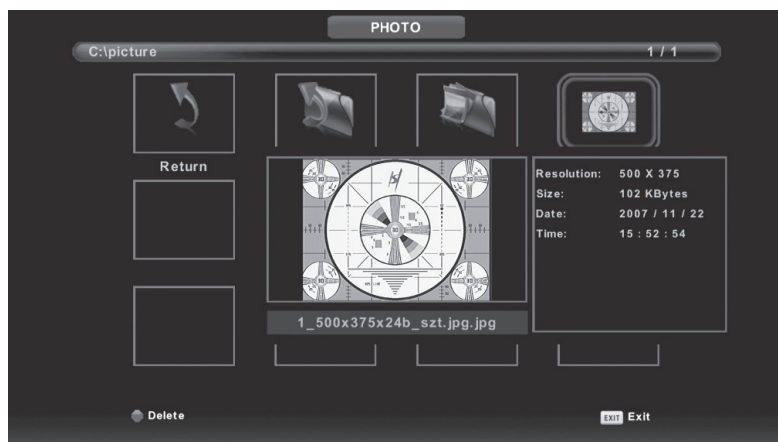 PHOTO
C:\picture 1 / 1
Return
Resolution: 500 X 375
Size: 102 KBytes
Date: 2007 / 11 / 22
Time: 15 : 52 : 54
1_500x375x24b_szt.jpg.jpg
Delete
EXIT Exit